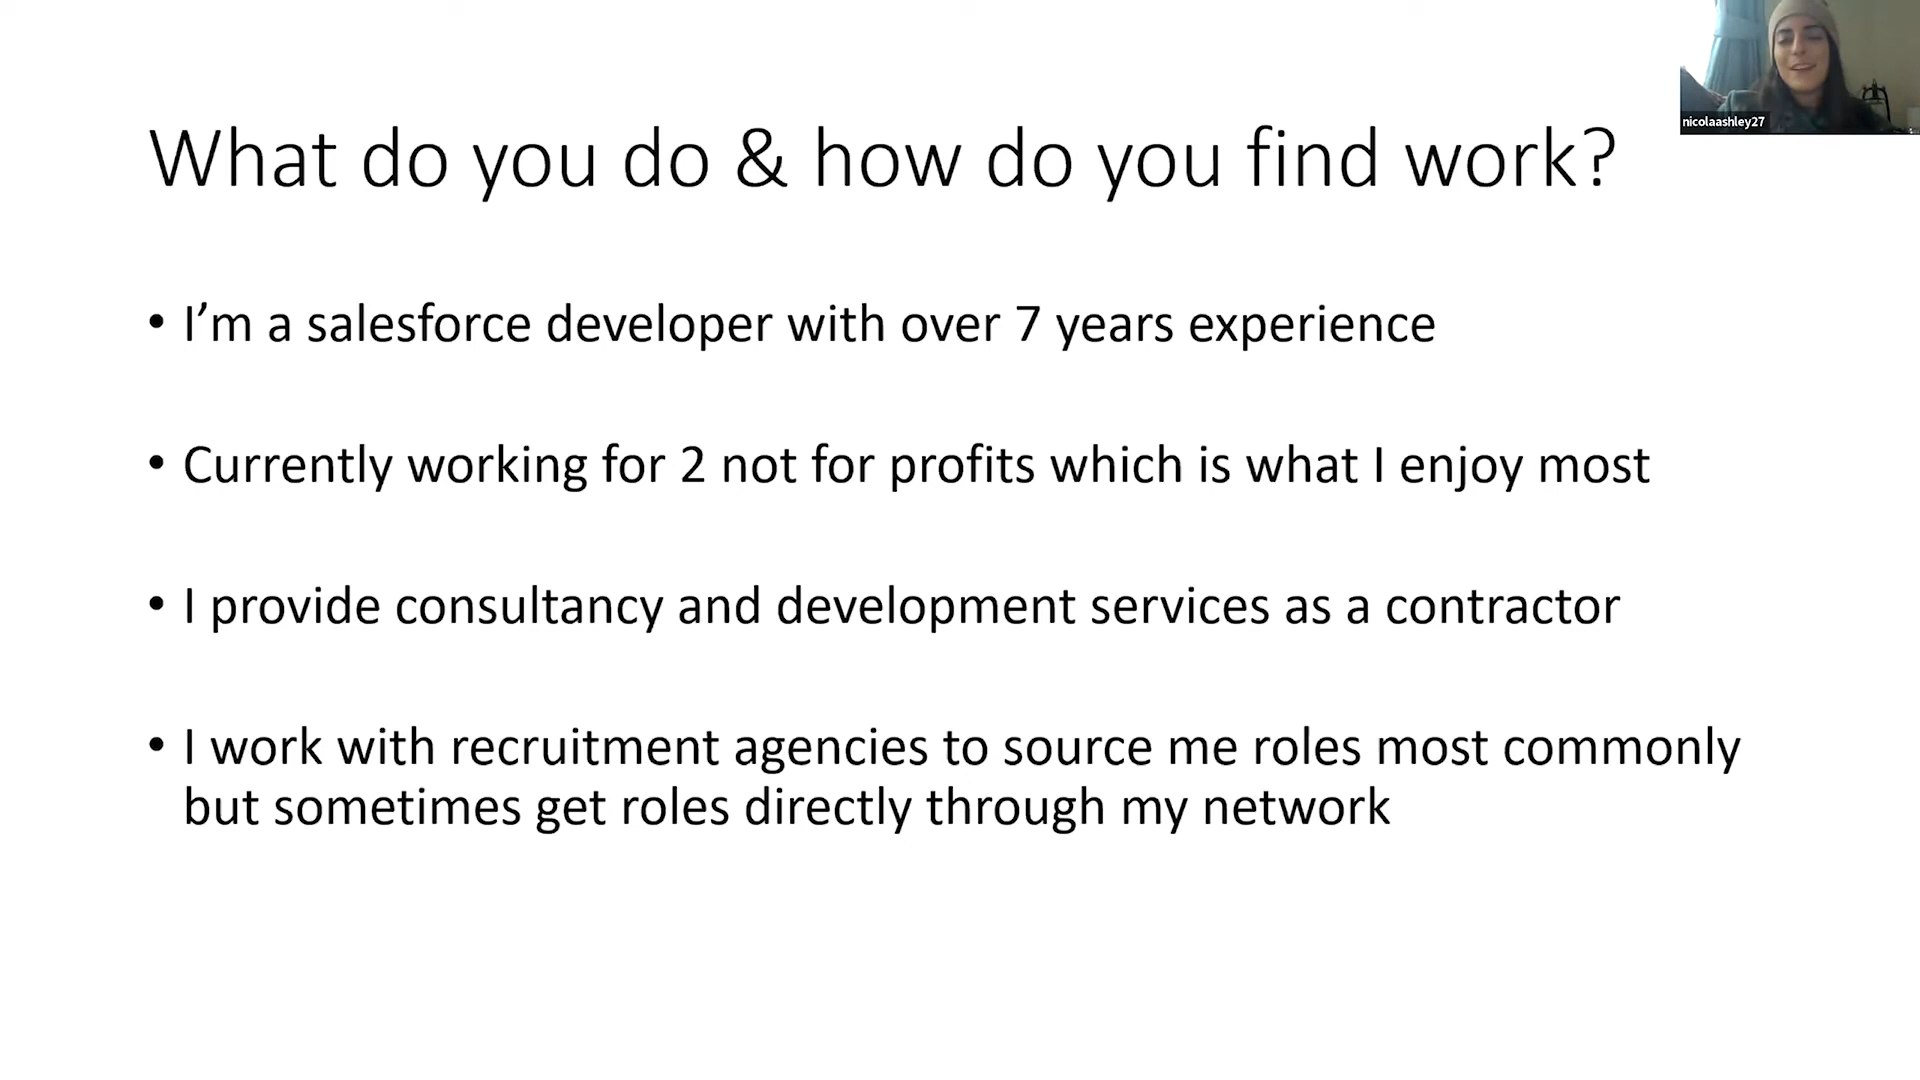 nicolaashley27
What do you do & how do you find work?
• I’m a salesforce developer with over 7 years experience
• Currently working for 2 not for profits which is what I enjoy most
• I provide consultancy and development services as a contractor
• I work with recruitment agencies to source me roles most commonly
but sometimes get roles directly through my network